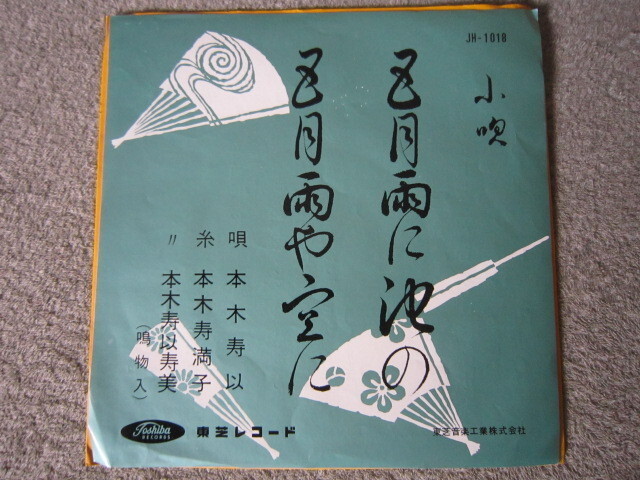 JH-1018
小唄
五月雨に池の
五月雨や空に
唄 本木寿以
糸 本木寿満子
〃 本木寿以寿美
(鳴物入)
Toshiba
RECORDS
東芝レコード
東芝音楽工業株式会社